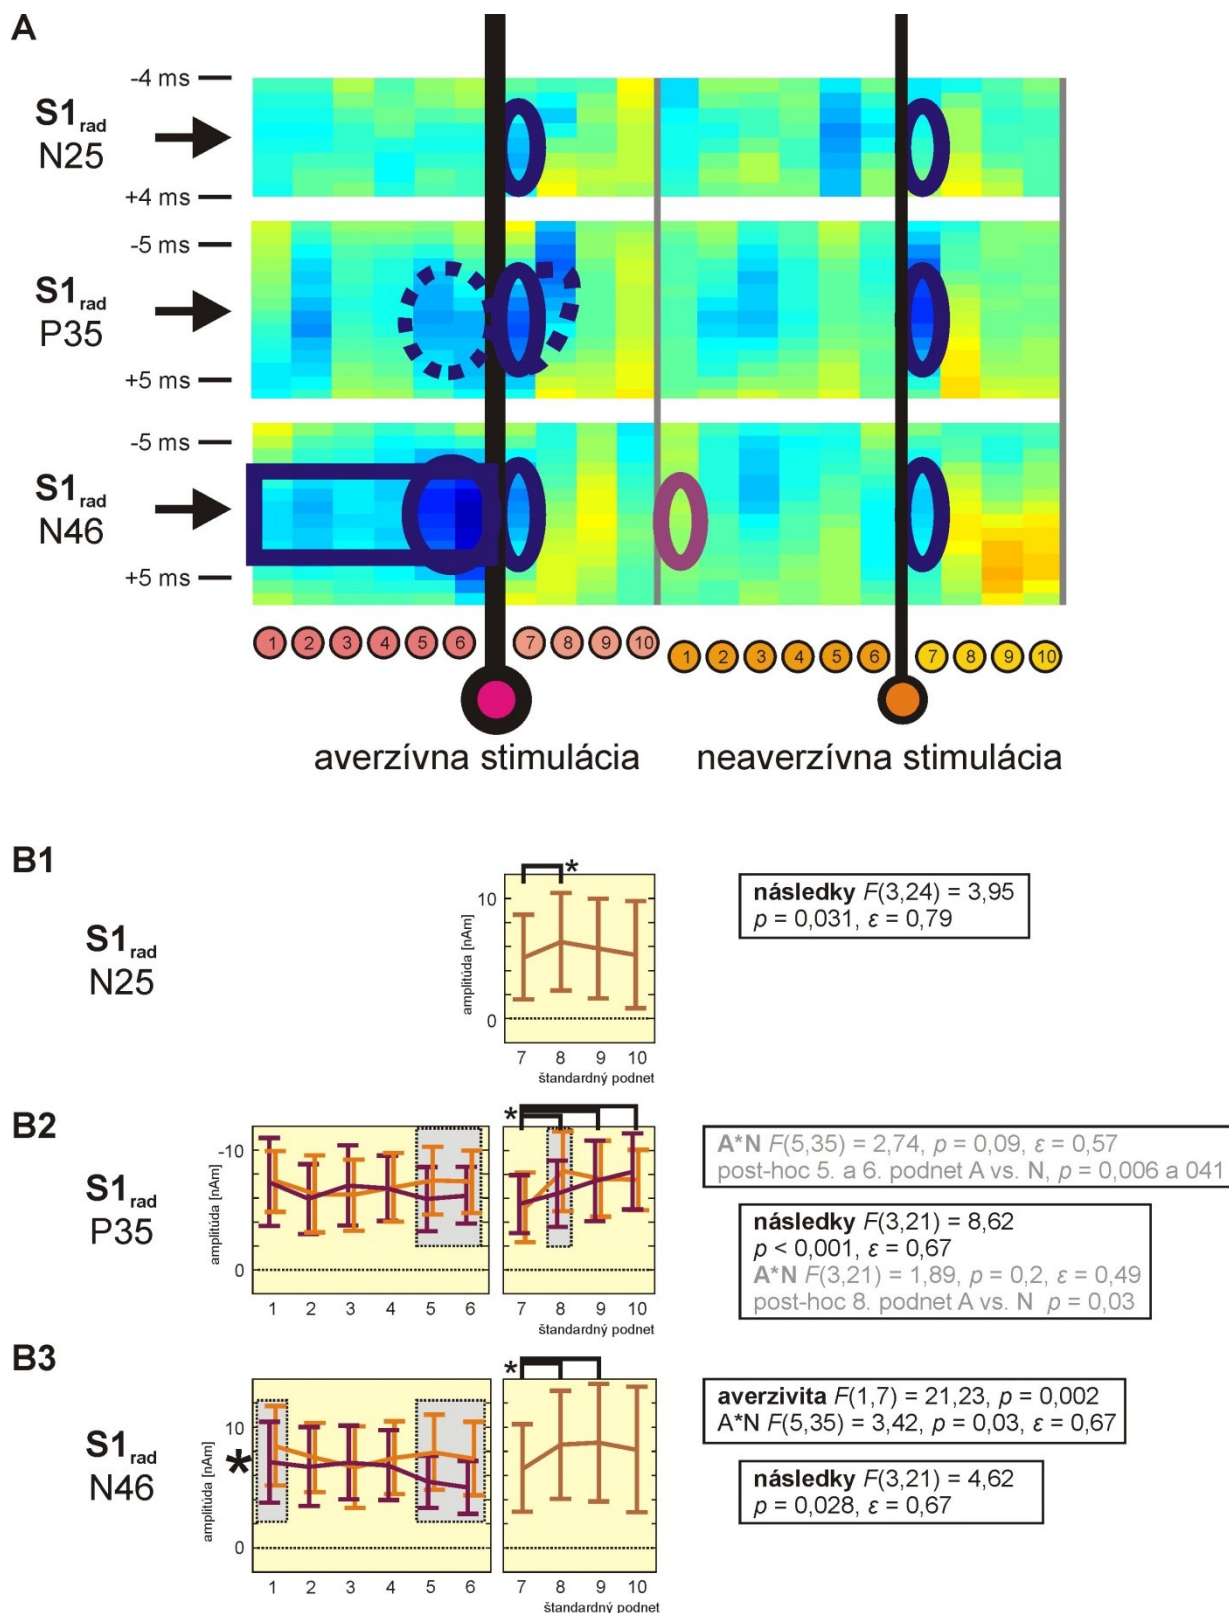 A
-4 ms
S1rad
N25
+4 ms
-5 ms
S1rad
P35
+5 ms
-5 ms
S1rad
N46
+5 ms
1 2 3 4 5 6 7 8 9 10 1 2 3 4 5 6 7 8 9 10
averzívna stimulácia neaverzívna stimulácia
B1
S1rad
N25
*
amplitúda [nAm]
10
0
7 8 9 10
štandardný podnet
následky F(3,24) = 3,95
p = 0,031, ε = 0,79
B2
S1rad
P35
*
amplitúda [nAm]
-10
0
1 2 3 4 5 6 7 8 9 10
štandardný podnet
A*N F(5,35) = 2,74, p = 0,09, ε = 0,57
post-hoc 5. a 6. podnet A vs. N, p = 0,006 a 041
následky F(3,21) = 8,62
p < 0,001, ε = 0,67
A*N F(3,21) = 1,89, p = 0,2, ε = 0,49
post-hoc 8. podnet A vs. N p = 0,03
B3
S1rad
N46
*
*
amplitúda [nAm]
10
0
1 2 3 4 5 6 7 8 9 10
štandardný podnet
averzivita F(1,7) = 21,23, p = 0,002
A*N F(5,35) = 3,42, p = 0,03, ε = 0,67
následky F(3,21) = 4,62
p = 0,028, ε = 0,67